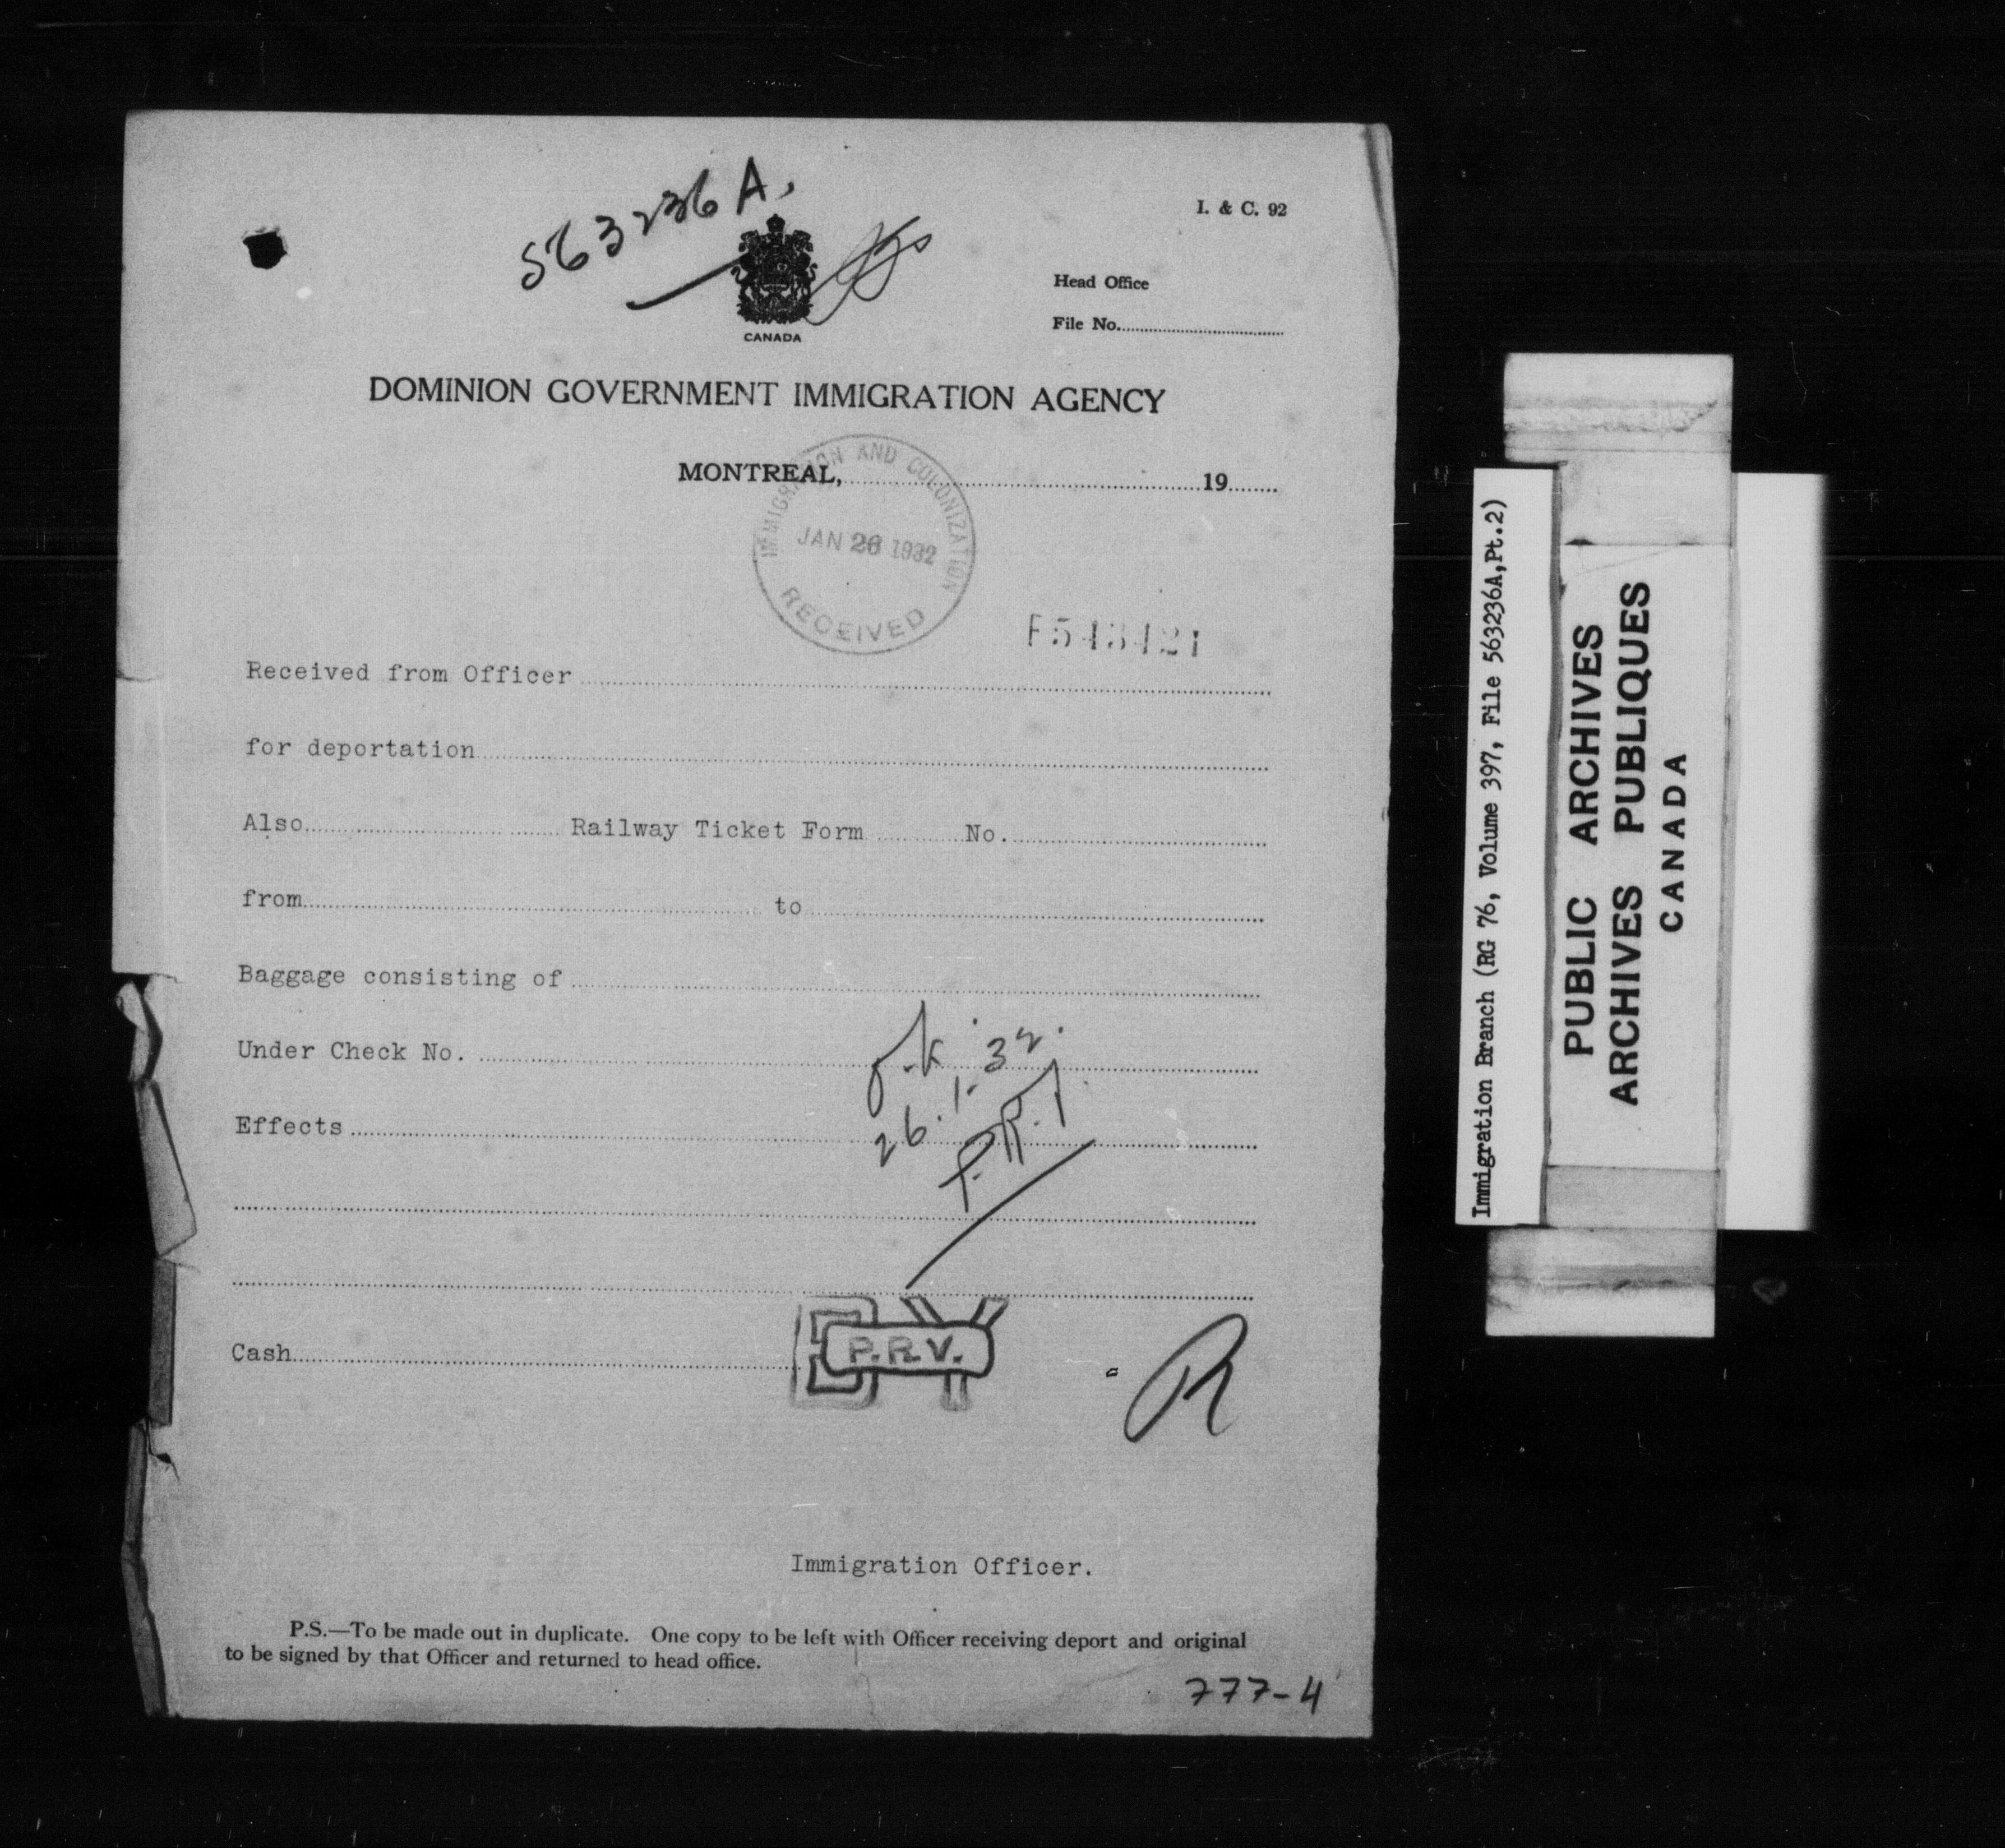 563236 A.
I. & C. 92
Head Office
File No.
CANADA
DOMINION GOVERNMENT IMMIGRATION AGENCY
MONTREAL, 19
IMMIGRATION AND COLONIZATION
JAN 26 1932
RECEIVED
F543421
Received from Officer
for deportation
Also Railway Ticket Form No.
from to
Baggage consisting of
Under Check No.
26.1.32.
Effects
Cash
P.R.V.
R
Immigration Officer.
P.S.—To be made out in duplicate. One copy to be left with Officer receiving deport and original
to be signed by that Officer and returned to head office.
777-4
Immigration Branch (RG 76, Volume 397, File 563236A,Pt.2)
PUBLIC ARCHIVES
ARCHIVES PUBLIQUES
CANADA